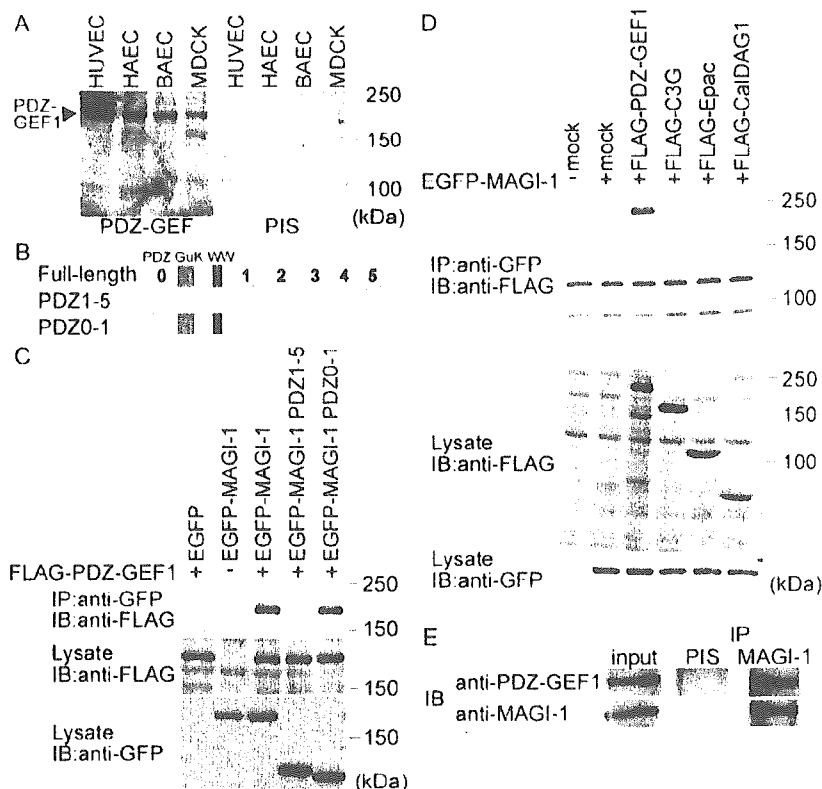 A
HUVEC
HAEC
BAEC
MDCK
HUVEC
HAEC
BAEC
MDCK
PDZ-
GEF1
250
150
100
(kDa)
PDZ-GEF
PIS
B
PDZ GuK WW
Full-length 0 1 2 3 4 5
PDZ1-5
PDZ0-1
C
EGFP
EGFP-MAGI-1
EGFP-MAGI-1
EGFP-MAGI-1 PDZ1-5
EGFP-MAGI-1 PDZ0-1
FLAG-PDZ-GEF1 + - + + +
250
IP:anti-GFP
IB:anti-FLAG
150
Lysate
IB:anti-FLAG
150
Lysate
IB:anti-GFP
150
(kDa)
D
mock
mock
FLAG-PDZ-GEF1
FLAG-C3G
FLAG-Epac
FLAG-CalDAG1
EGFP-MAGI-1 - + + + + +
250
150
IP:anti-GFP
IB:anti-FLAG
100
250
150
Lysate
IB:anti-FLAG
100
Lysate
IB:anti-GFP
(kDa)
E
IP
input PIS MAGI-1
IB
anti-PDZ-GEF1
anti-MAGI-1